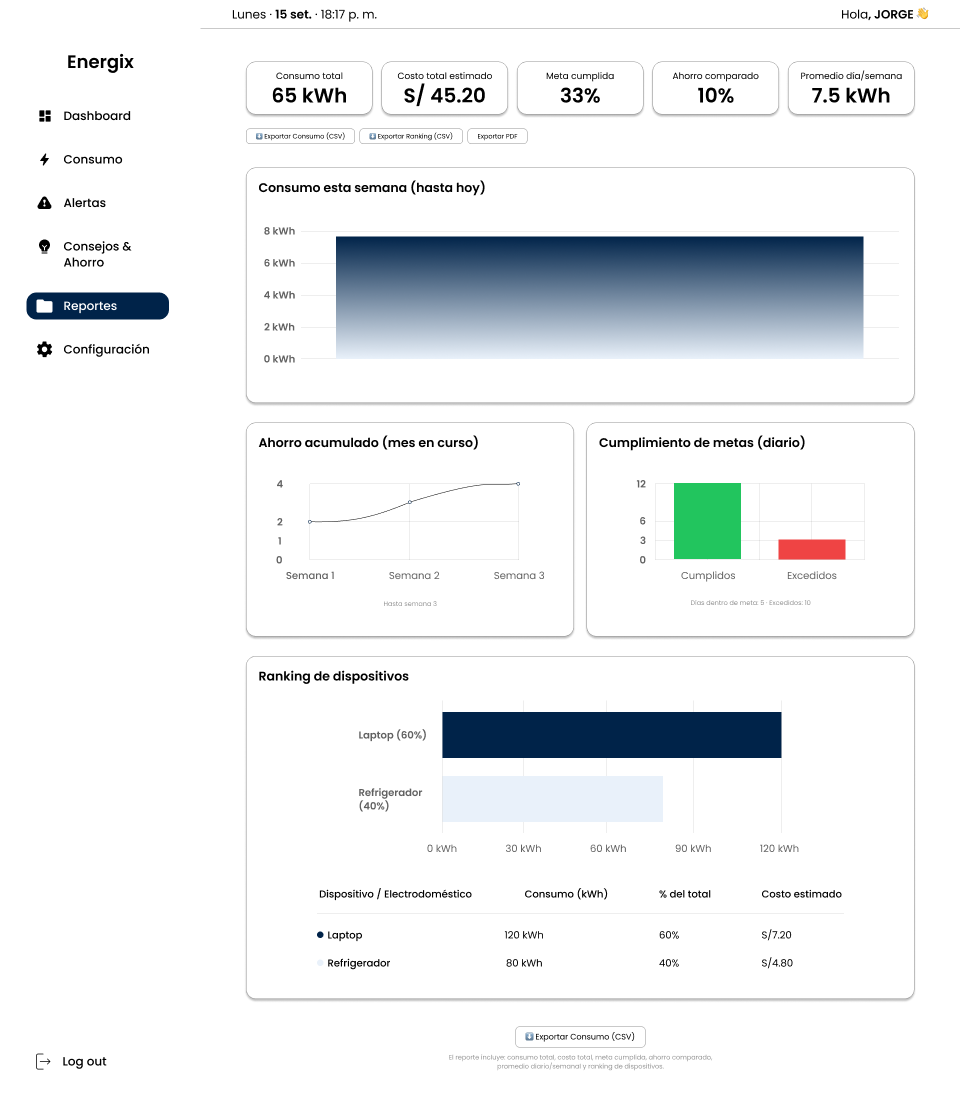 Lunes · 15 set. · 18:17 p. m.
Hola, JORGE 👋
Energix
Dashboard
Consumo
Alertas
Consejos &
Ahorro
Reportes
Configuración
Log out
Consumo total
65 kWh
Costo total estimado
S/ 45.20
Meta cumplida
33%
Ahorro comparado
10%
Promedio día/semana
7.5 kWh
⬇️ Exportar Consumo (CSV)
⬇️ Exportar Ranking (CSV)
Exportar PDF
Consumo esta semana (hasta hoy)
8 kWh
6 kWh
4 kWh
2 kWh
0 kWh
Ahorro acumulado (mes en curso)
4
2
1
0
Semana 1
Semana 2
Semana 3
Hasta semana 3
Cumplimiento de metas (diario)
12
6
3
0
Cumplidos
Excedidos
Días dentro de meta: 5 · Excedidos: 10
Ranking de dispositivos
Laptop (60%)
Refrigerador
(40%)
0 kWh
30 kWh
60 kWh
90 kWh
120 kWh
Dispositivo / Electrodoméstico Consumo (kWh) % del total Costo estimado
Laptop 120 kWh 60% S/7.20
Refrigerador 80 kWh 40% S/4.80
⬇️ Exportar Consumo (CSV)
El reporte incluye: consumo total, costo total, meta cumplida, ahorro comparado,
promedio diario/semanal y ranking de dispositivos.